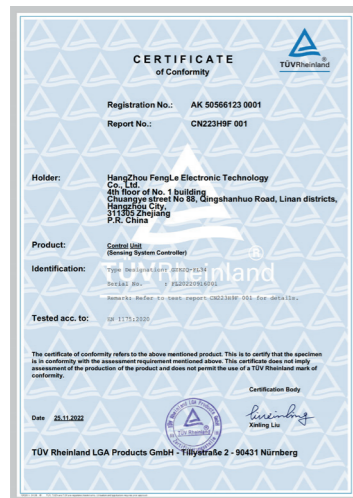 CERTIFICATE
of Conformity
TÜVRheinland®
Registration No.: AK 50566123 0001
Report No.: CN223H9F 001
Holder: HangZhou FengLe Electronic Technology
Co., Ltd.
4th floor of No. 1 building
Chuangye street No 88, Qingshanhuo Road, Linan districts,
Hangzhou City,
311305 Zhejiang
P.R. China
Product: Control Unit
(Sensing System Controller)
Identification: Type Designation:
Serial No. : FL20220916001
Remark: Refer to test report CN223H9F 001 for details.
Tested acc. to: EN 1175:2020
The certificate of conformity refers to the above mentioned product. This is to certify that the specimen
is in conformity with the assessment requirement mentioned above. This certificate does not imply
assessment of the production of the product and does not permit the use of a TÜV Rheinland mark of
conformity.
Certification Body
Date 25.11.2022
Xinling Liu
TÜV Rheinland LGA Products GmbH - Tillystraße 2 - 90431 Nürnberg